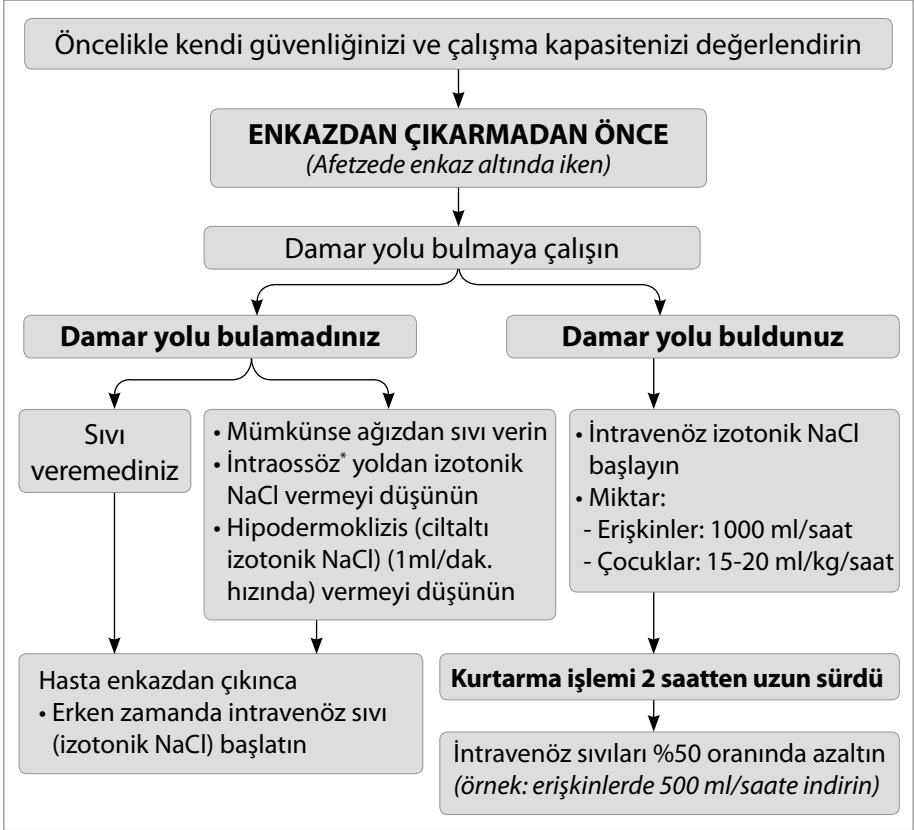 Öncelikle kendi güvenliğinizi ve çalışma kapasitenizi değerlendirin
ENKAZDAN ÇIKARMADAN ÖNCE
(Afetzede enkaz altında iken)
Damar yolu bulmaya çalışın
Damar yolu bulamadınız
Damar yolu buldunuz
Sıvı
veremediniz
• Mümkünse ağızdan sıvı verin
• İntraossöz* yoldan izotonik
NaCl vermeyi düşünün
• Hipodermoklizis (ciltaltı
izotonik NaCl) (1ml/dak.
hızında) vermeyi düşünün
• İntravenöz izotonik NaCl
başlayın
• Miktar:
- Erişkinler: 1000 ml/saat
- Çocuklar: 15-20 ml/kg/saat
Hasta enkazdan çıkınca
• Erken zamanda intravenöz sıvı
(izotonik NaCl) başlatın
Kurtarma işlemi 2 saatten uzun sürdü
İntravenöz sıvıları %50 oranında azaltın
(örnek: erişkinlerde 500 ml/saate indirin)